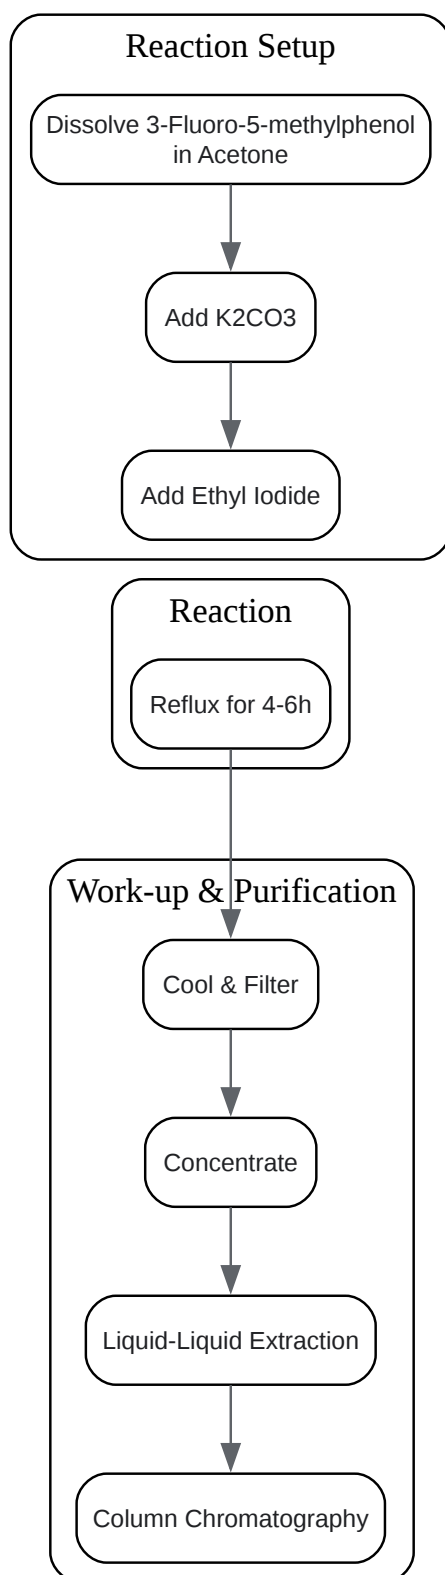 Reaction Setup
Dissolve 3-Fluoro-5-methylphenol
in Acetone
Add K2CO3
Add Ethyl Iodide
Reaction
Reflux for 4-6h
Work-up & Purification
Cool & Filter
Concentrate
Liquid-Liquid Extraction
Column Chromatography